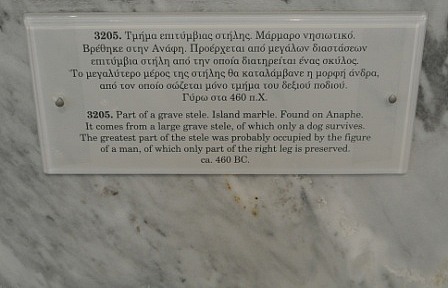 3205. Τμήμα επιτύμβιας στήλης. Μάρμαρο νησιωτικό.
Βρέθηκε στην Ανάφη. Προέρχεται από μεγάλων διαστάσεων
επιτύμβια στήλη από την οποία διατηρείται ένας σκύλος.
Το μεγαλύτερο μέρος της στήλης θα καταλάμβανε η μορφή άνδρα,
από τον οποίο σώζεται μόνο τμήμα του δεξιού ποδιού.
Γύρω στα 460 π.Χ.
3205. Part of a grave stele. Island marble. Found on Anaphe.
It comes from a large grave stele, of which only a dog survives.
The greatest part of the stele was probably occupied by the figure
of a man, of which only part of the right leg is preserved.
ca. 460 BC.